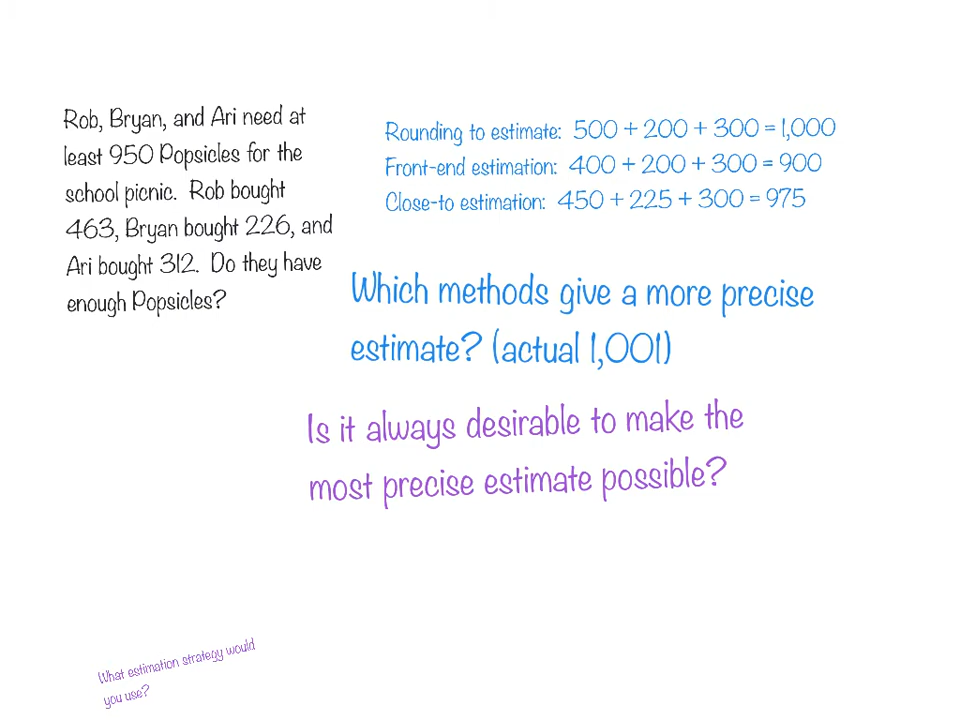 Rob, Bryan, and Ari need at
least 950 Popsicles for the
school picnic. Rob bought
463, Bryan bought 226, and
Ari bought 312. Do they have
enough Popsicles?
Rounding to estimate: 500 + 200 + 300 = 1,000
Front-end estimation: 400 + 200 + 300 = 900
Close-to estimation: 450 + 225 + 300 = 975
Which methods give a more precise
estimate? (actual 1,001)
Is it always desirable to make the
most precise estimate possible?
What estimation strategy would
you use?